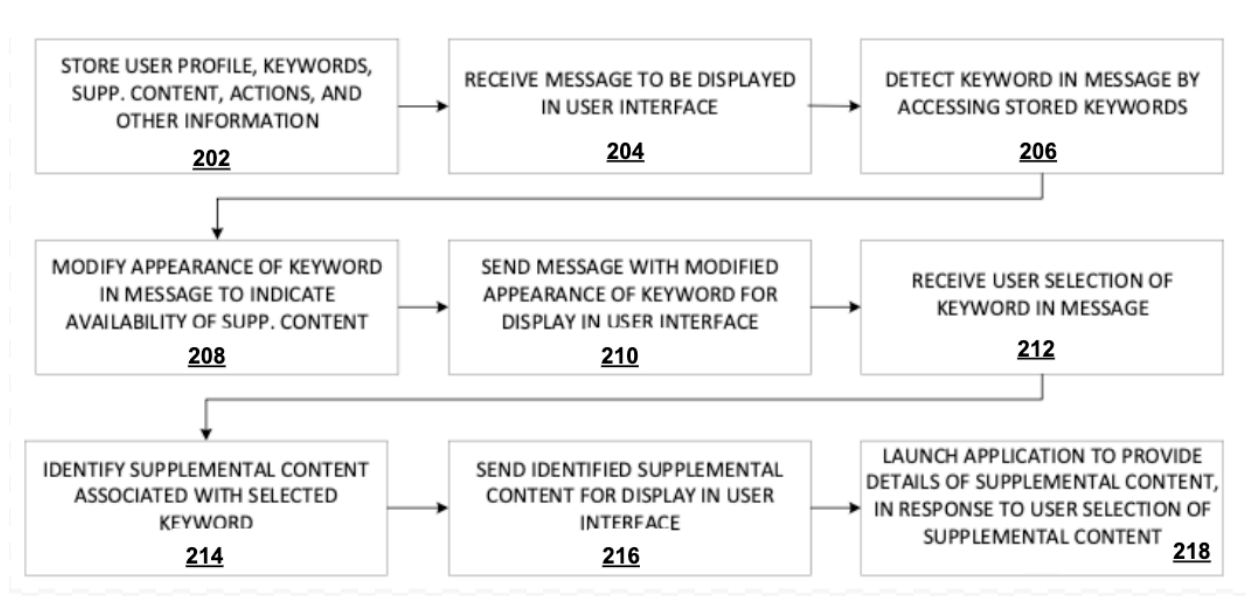 STORE USER PROFILE, KEYWORDS,
SUPP. CONTENT, ACTIONS, AND
OTHER INFORMATION
202
RECEIVE MESSAGE TO BE DISPLAYED
IN USER INTERFACE
204
DETECT KEYWORD IN MESSAGE BY
ACCESSING STORED KEYWORDS
206
MODIFY APPEARANCE OF KEYWORD
IN MESSAGE TO INDICATE
AVAILABILITY OF SUPP. CONTENT
208
SEND MESSAGE WITH MODIFIED
APPEARANCE OF KEYWORD FOR
DISPLAY IN USER INTERFACE
210
RECEIVE USER SELECTION OF
KEYWORD IN MESSAGE
212
IDENTIFY SUPPLEMENTAL CONTENT
ASSOCIATED WITH SELECTED
KEYWORD
214
SEND IDENTIFIED SUPPLEMENTAL
CONTENT FOR DISPLAY IN USER
INTERFACE
216
LAUNCH APPLICATION TO PROVIDE
DETAILS OF SUPPLEMENTAL CONTENT,
IN RESPONSE TO USER SELECTION OF
SUPPLEMENTAL CONTENT
218